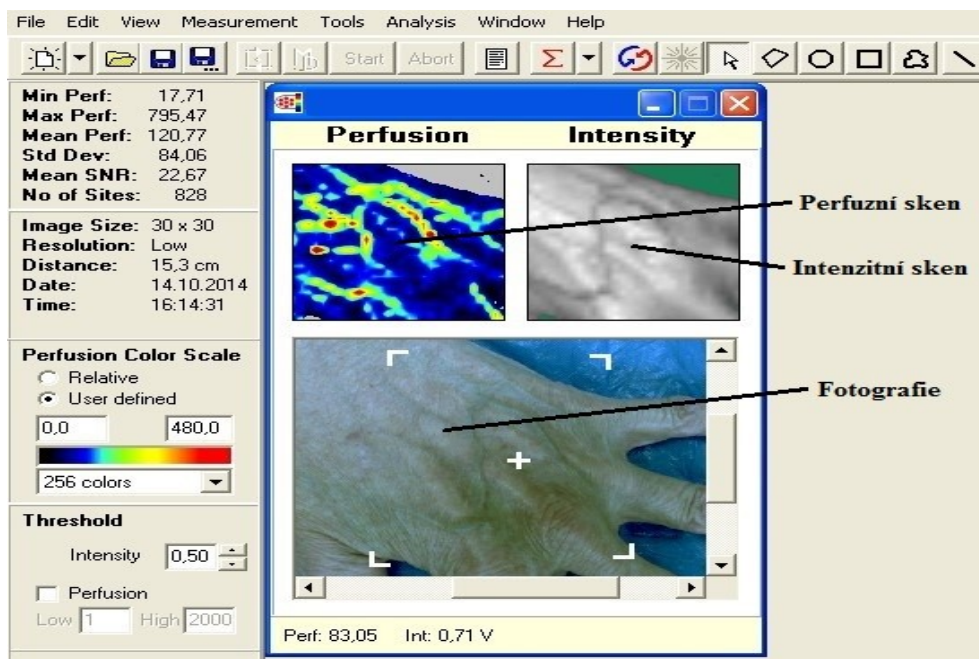 File Edit View Measurement Tools Analysis Window Help
Start Abort
Min Perf: 17,71
Max Perf: 795,47
Mean Perf: 120,77
Std Dev: 84,06
Mean SNR: 22,67
No of Sites: 828
Image Size: 30 x 30
Resolution: Low
Distance: 15,3 cm
Date: 14.10.2014
Time: 16:14:31
Perfusion Color Scale
Relative
User defined
0,0 480,0
256 colors
Threshold
Intensity 0,50
Perfusion
Low 1 High 2000
Perfusion Intensity
Perfuzní sken
Intenzitní sken
Fotografie
Perf: 83,05 Int: 0,71 V